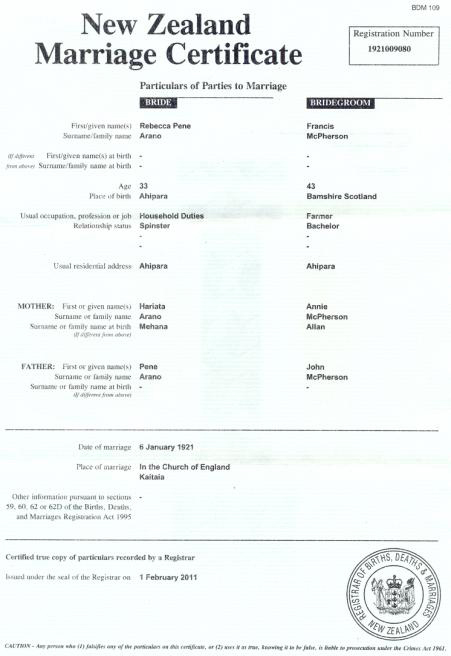 BDM 109
New Zealand
Marriage Certificate
Registration Number
1921009080
Particulars of Parties to Marriage
BRIDE BRIDEGROOM
First/given name(s) Rebecca Pene Francis
Surname/family name Arano McPherson
(If different First/given name(s) at birth - -
from above) Surname/family name at birth - -
Age 33 43
Place of birth Ahipara Bamshire Scotland
Usual occupation, profession or job Household Duties Farmer
Relationship status Spinster Bachelor
- -
- -
Usual residential address Ahipara Ahipara
MOTHER: First or given name(s) Hariata Annie
Surname or family name Arano McPherson
Surname or family name at birth Mehana Allan
(If different from above)
FATHER: First or given name(s) Pene John
Surname or family name Arano McPherson
Surname or family name at birth - -
(If different from above)
Date of marriage 6 January 1921
Place of marriage In the Church of England
Kaitaia
Other information pursuant to sections -
59, 60, 62 or 62D of the Births, Deaths,
and Marriages Registration Act 1995
Certified true copy of particulars recorded by a Registrar
Issued under the seal of the Registrar on 1 February 2011
REGISTRAR OF BIRTHS, DEATHS & MARRIAGES
NEW ZEALAND
CAUTION - Any person who (1) falsifies any of the particulars on this certificate, or (2) uses it as true, knowing it to be false, is liable to prosecution under the Crimes Act 1961.